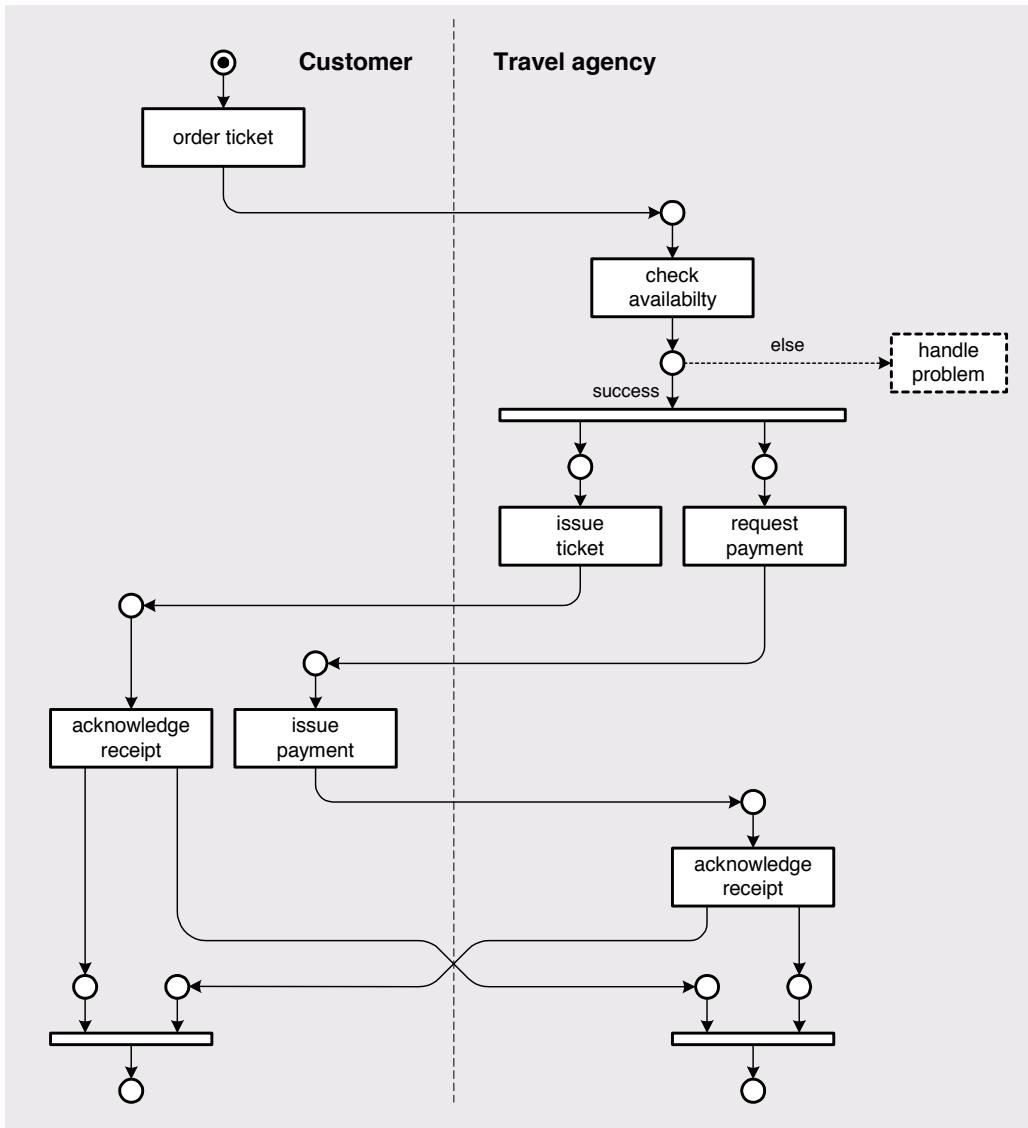 Customer
Travel agency
order ticket
check
availabilty
else
handle
problem
success
issue
ticket
request
payment
acknowledge
receipt
issue
payment
acknowledge
receipt